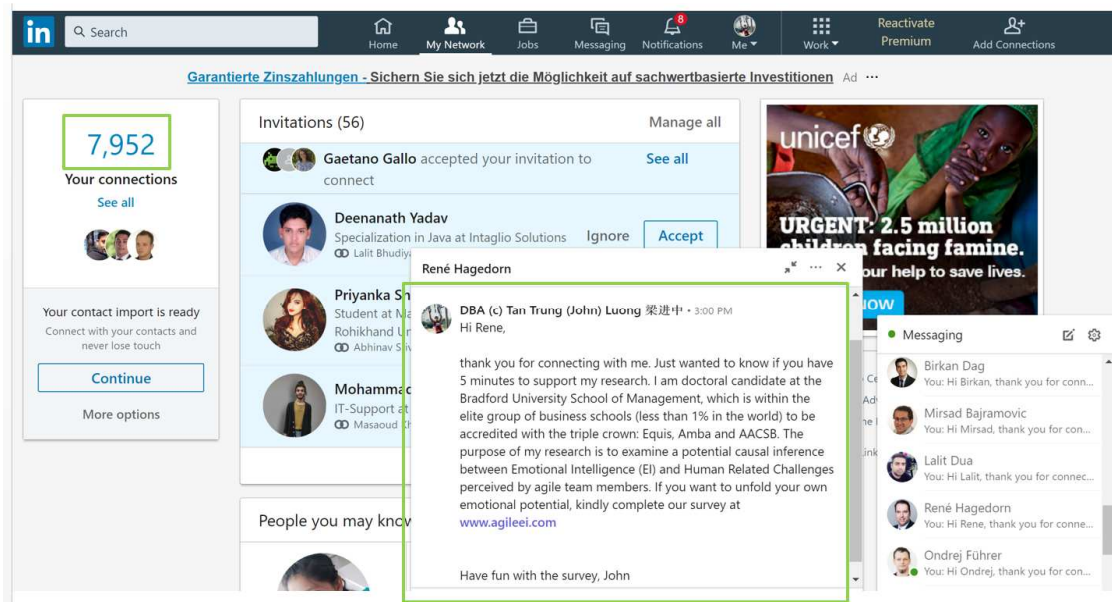 in
Search
Home
My Network
Jobs
Messaging
8
Notifications
Me
Work
Reactivate
Premium
Add Connections
Garantierte Zinszahlungen - Sichern Sie sich jetzt die Möglichkeit auf sachwertbasierte Investitionen Ad ···
7,952
Your connections
See all
Your contact import is ready
Connect with your contacts and
never lose touch
Continue
More options
Invitations (56)
Manage all
Gaetano Gallo accepted your invitation to
connect
See all
Deenanath Yadav
Specialization in Java at Intaglio Solutions
Lalit Bhudiya
Ignore
Accept
Priyanka
Student at
Rohikhand
Abhinav
Mohammad
IT-Support at
Masaoud
People you may know
unicef
URGENT: 2.5 million
children facing famine.
our help to save lives.
NOW
René Hagedorn
DBA (c) Tan Trung (John) Luong 梁进中 • 3:00 PM
Hi Rene,
thank you for connecting with me. Just wanted to know if you have
5 minutes to support my research. I am doctoral candidate at the
Bradford University School of Management, which is within the
elite group of business schools (less than 1% in the world) to be
accredited with the triple crown: Equis, Amba and AACSB. The
purpose of my research is to examine a potential causal inference
between Emotional Intelligence (EI) and Human Related Challenges
perceived by agile team members. If you want to unfold your own
emotional potential, kindly complete our survey at
www.agileei.com
Have fun with the survey, John
Messaging
Birkan Dag
You: Hi Birkan, thank you for conn...
Mirsad Bajramovic
You: Hi Mirsad, thank you for con...
Lalit Dua
You: Hi Lalit, thank you for connec...
René Hagedorn
You: Hi Rene, thank you for conne...
Ondrej Führer
You: Hi Ondrej, thank you for con...